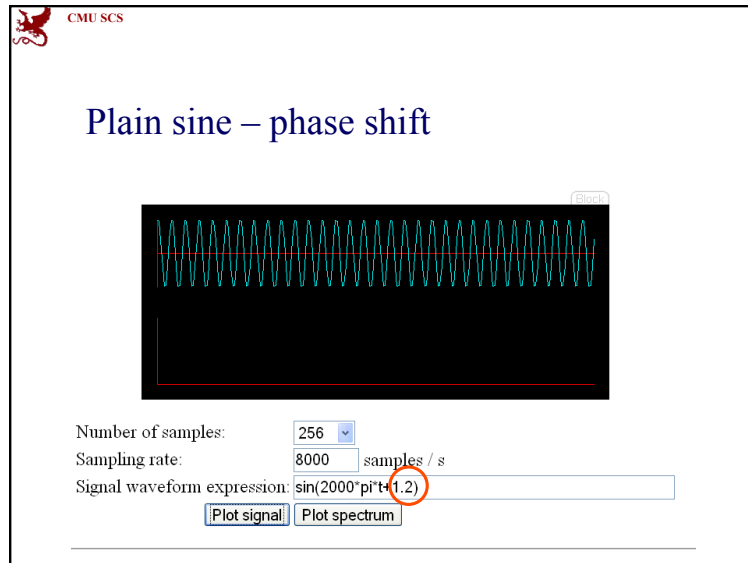 CMU SCS
Plain sine – phase shift
Block
Number of samples: 256
Sampling rate: 8000 samples / s
Signal waveform expression: sin(2000*pi*t+1.2)
Plot signal Plot spectrum